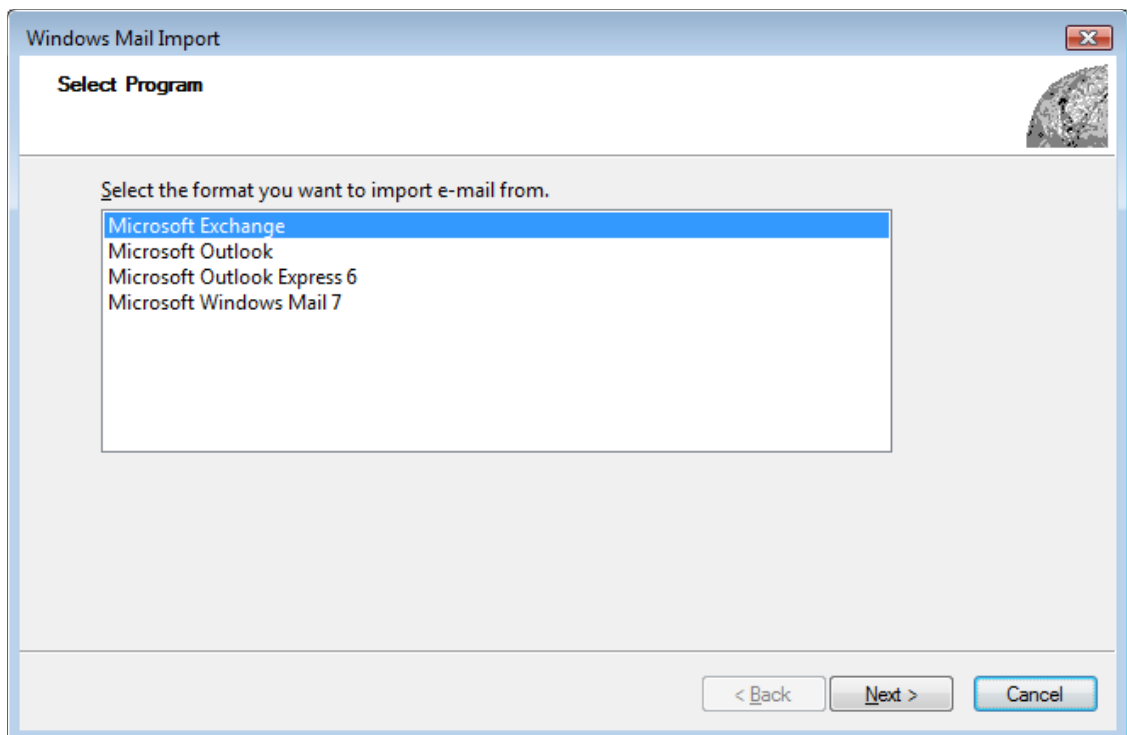 Windows Mail Import
Select Program
Select the format you want to import e-mail from.
Microsoft Exchange
Microsoft Outlook
Microsoft Outlook Express 6
Microsoft Windows Mail 7
< Back
Next >
Cancel